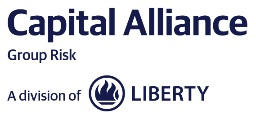 Capital Alliance
Group Risk
A division of LIBERTY